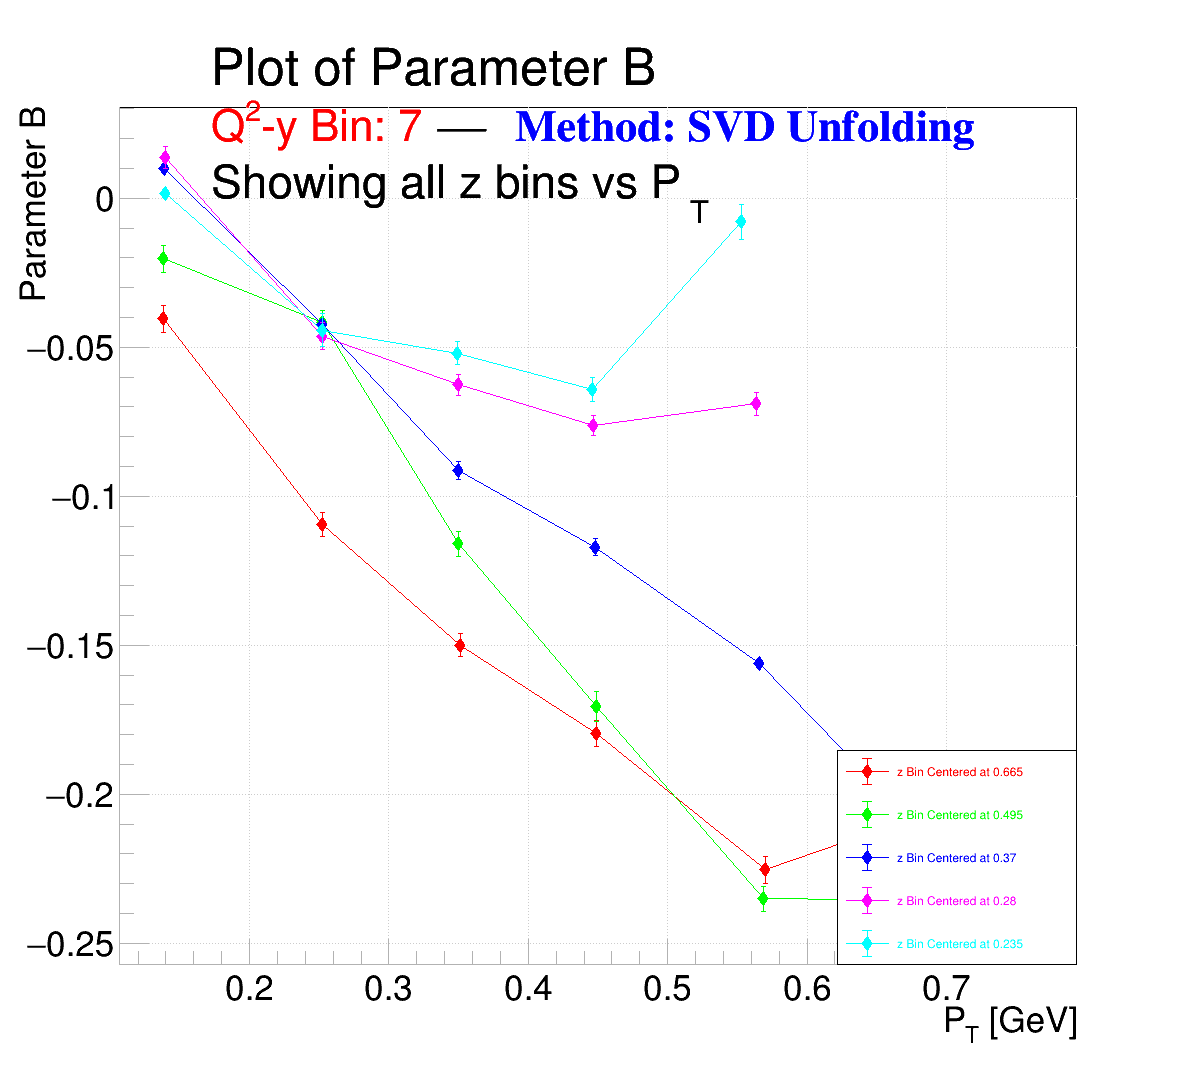 Plot of Parameter B
Q²-y Bin: 7 — Method: SVD Unfolding
Showing all z bins vs P_T
Parameter B
0
−0.05
−0.1
−0.15
−0.2
−0.25
z Bin Centered at 0.665
z Bin Centered at 0.495
z Bin Centered at 0.37
z Bin Centered at 0.28
z Bin Centered at 0.235
0.2 0.3 0.4 0.5 0.6 0.7
P_T [GeV]